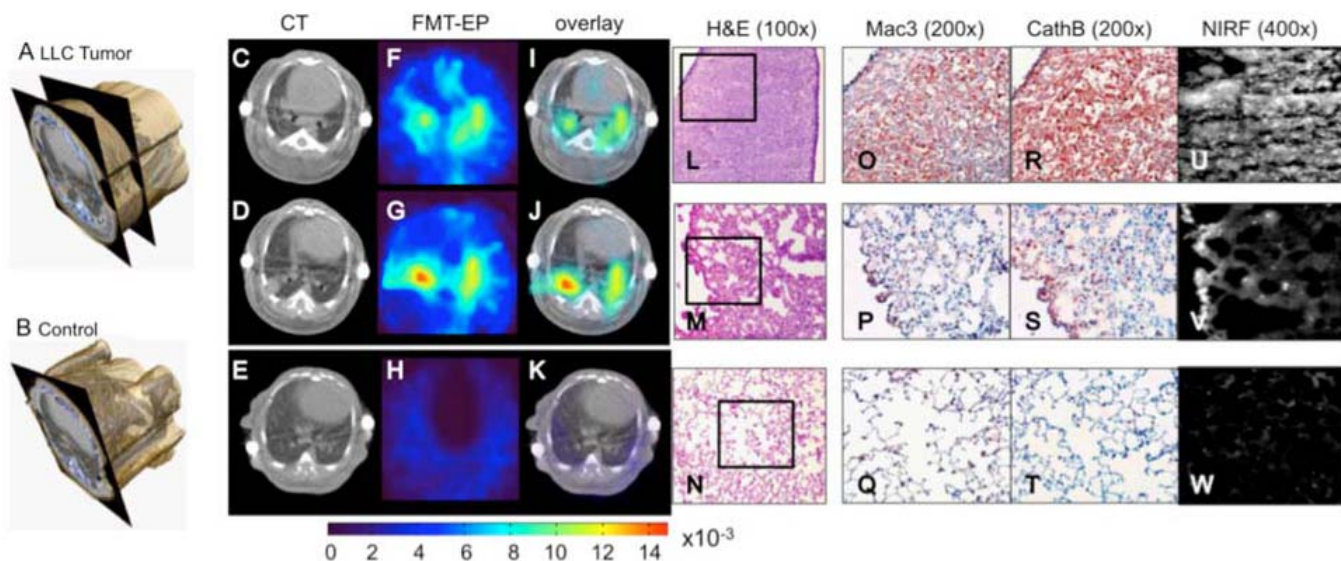 CT FMT-EP overlay H&E (100x) Mac3 (200x) CathB (200x) NIRF (400x)
A LLC Tumor
C F I L O R U
D G J M P S V
B Control
E H K N Q T W
0 2 4 6 8 10 12 14 x10-3